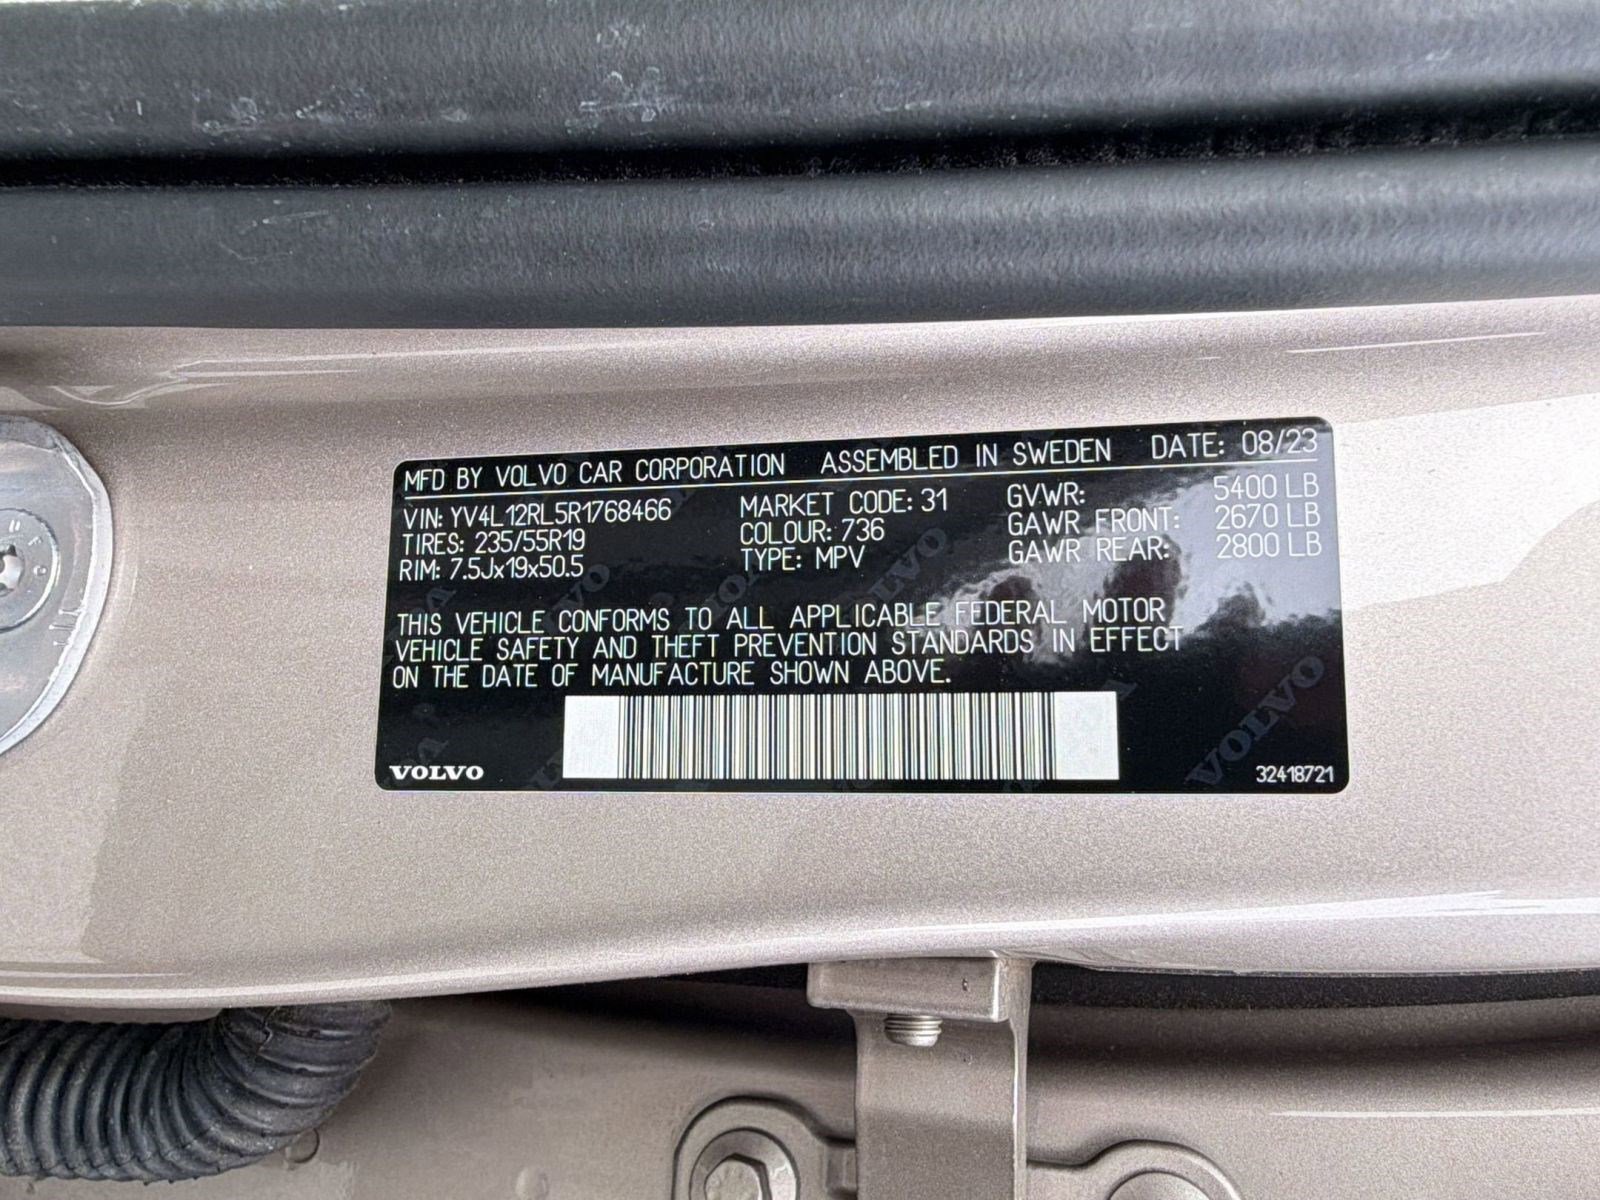 MFD BY VOLVO CAR CORPORATION ASSEMBLED IN SWEDEN DATE: 08/23
VIN: YV4L12RL5R1768466 MARKET CODE: 31 GVWR: 5400 LB
TIRES: 235/55R19 COLOUR: 736 GAWR FRONT: 2670 LB
RIM: 7.5Jx19x50.5 TYPE: MPV GAWR REAR: 2800 LB
THIS VEHICLE CONFORMS TO ALL APPLICABLE FEDERAL MOTOR
VEHICLE SAFETY AND THEFT PREVENTION STANDARDS IN EFFECT
ON THE DATE OF MANUFACTURE SHOWN ABOVE.
VOLVO 32418721